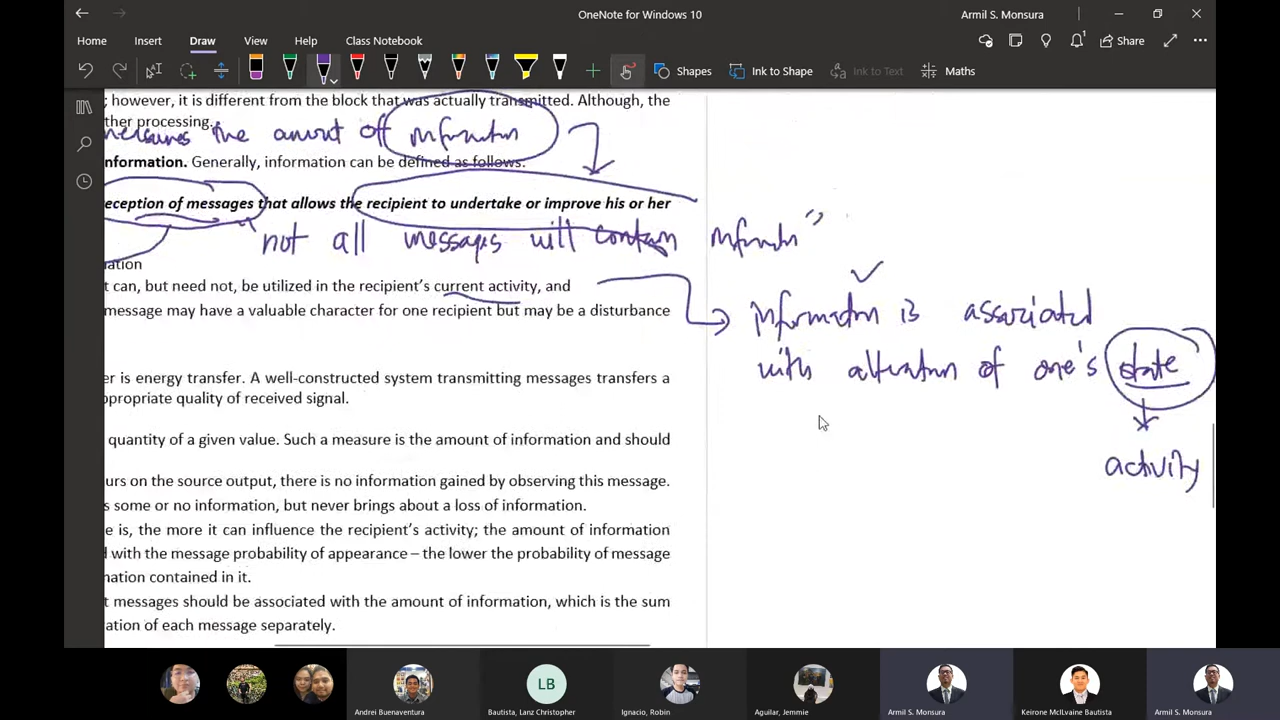 OneNote for Windows 10
Armil S. Monsura
Home Insert Draw View Help Class Notebook
Share
Shapes Ink to Shape Ink to Text Maths
; however, it is different from the block that was actually transmitted. Although, the
ther processing.
measures the amount of information
nformation. Generally, information can be defined as follows.
eception of messages that allows the recipient to undertake or improve his or her
not all messages will contain information"
nation
t can, but need not, be utilized in the recipient's current activity, and
message may have a valuable character for one recipient but may be a disturbance
information is associated
with alteration of one's state
activity
er is energy transfer. A well-constructed system transmitting messages transfers a
propriate quality of received signal.
quantity of a given value. Such a measure is the amount of information and should
urs on the source output, there is no information gained by observing this message.
s some or no information, but never brings about a loss of information.
e is, the more it can influence the recipient's activity; the amount of information
d with the message probability of appearance – the lower the probability of message
nation contained in it.
t messages should be associated with the amount of information, which is the sum
ation of each message separately.
LB
Andrei Buenaventura
Bautista, Lanz Christopher
Ignacio, Robin
Aguilar, Jemmie
Armil S. Monsura
Keirone McIlvaine Bautista
Armil S. Monsura